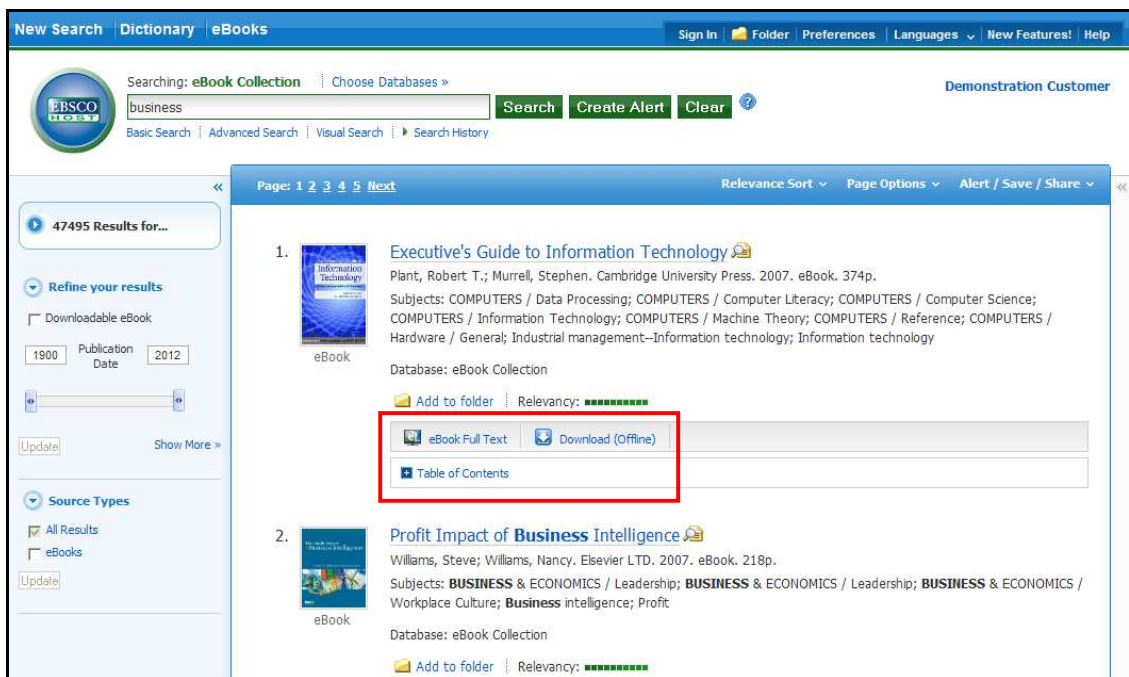 New Search Dictionary eBooks
Sign In Folder Preferences Languages New Features! Help
EBSCO
HOST
Searching: eBook Collection Choose Databases »
Demonstration Customer
business
Search Create Alert Clear ?
Basic Search Advanced Search Visual Search Search History
«
Page: 1 2 3 4 5 Next
Relevance Sort Page Options Alert / Save / Share
«
47495 Results for...
Refine your results
Downloadable eBook
1900 Publication Date 2012
Update
Show More »
Source Types
All Results
eBooks
Update
1.
Information
Technology
eBook
Executive's Guide to Information Technology
Plant, Robert T.; Murrell, Stephen. Cambridge University Press. 2007. eBook. 374p.
Subjects: COMPUTERS / Data Processing; COMPUTERS / Computer Literacy; COMPUTERS / Computer Science;
COMPUTERS / Information Technology; COMPUTERS / Machine Theory; COMPUTERS / Reference; COMPUTERS /
Hardware / General; Industrial management--Information technology; Information technology
Database: eBook Collection
Add to folder Relevancy:
eBook Full Text Download (Offline)
Table of Contents
2.
eBook
Profit Impact of Business Intelligence
Williams, Steve; Williams, Nancy. Elsevier LTD. 2007. eBook. 218p.
Subjects: BUSINESS & ECONOMICS / Leadership; BUSINESS & ECONOMICS / Leadership; BUSINESS & ECONOMICS /
Workplace Culture; Business intelligence; Profit
Database: eBook Collection
Add to folder Relevancy: